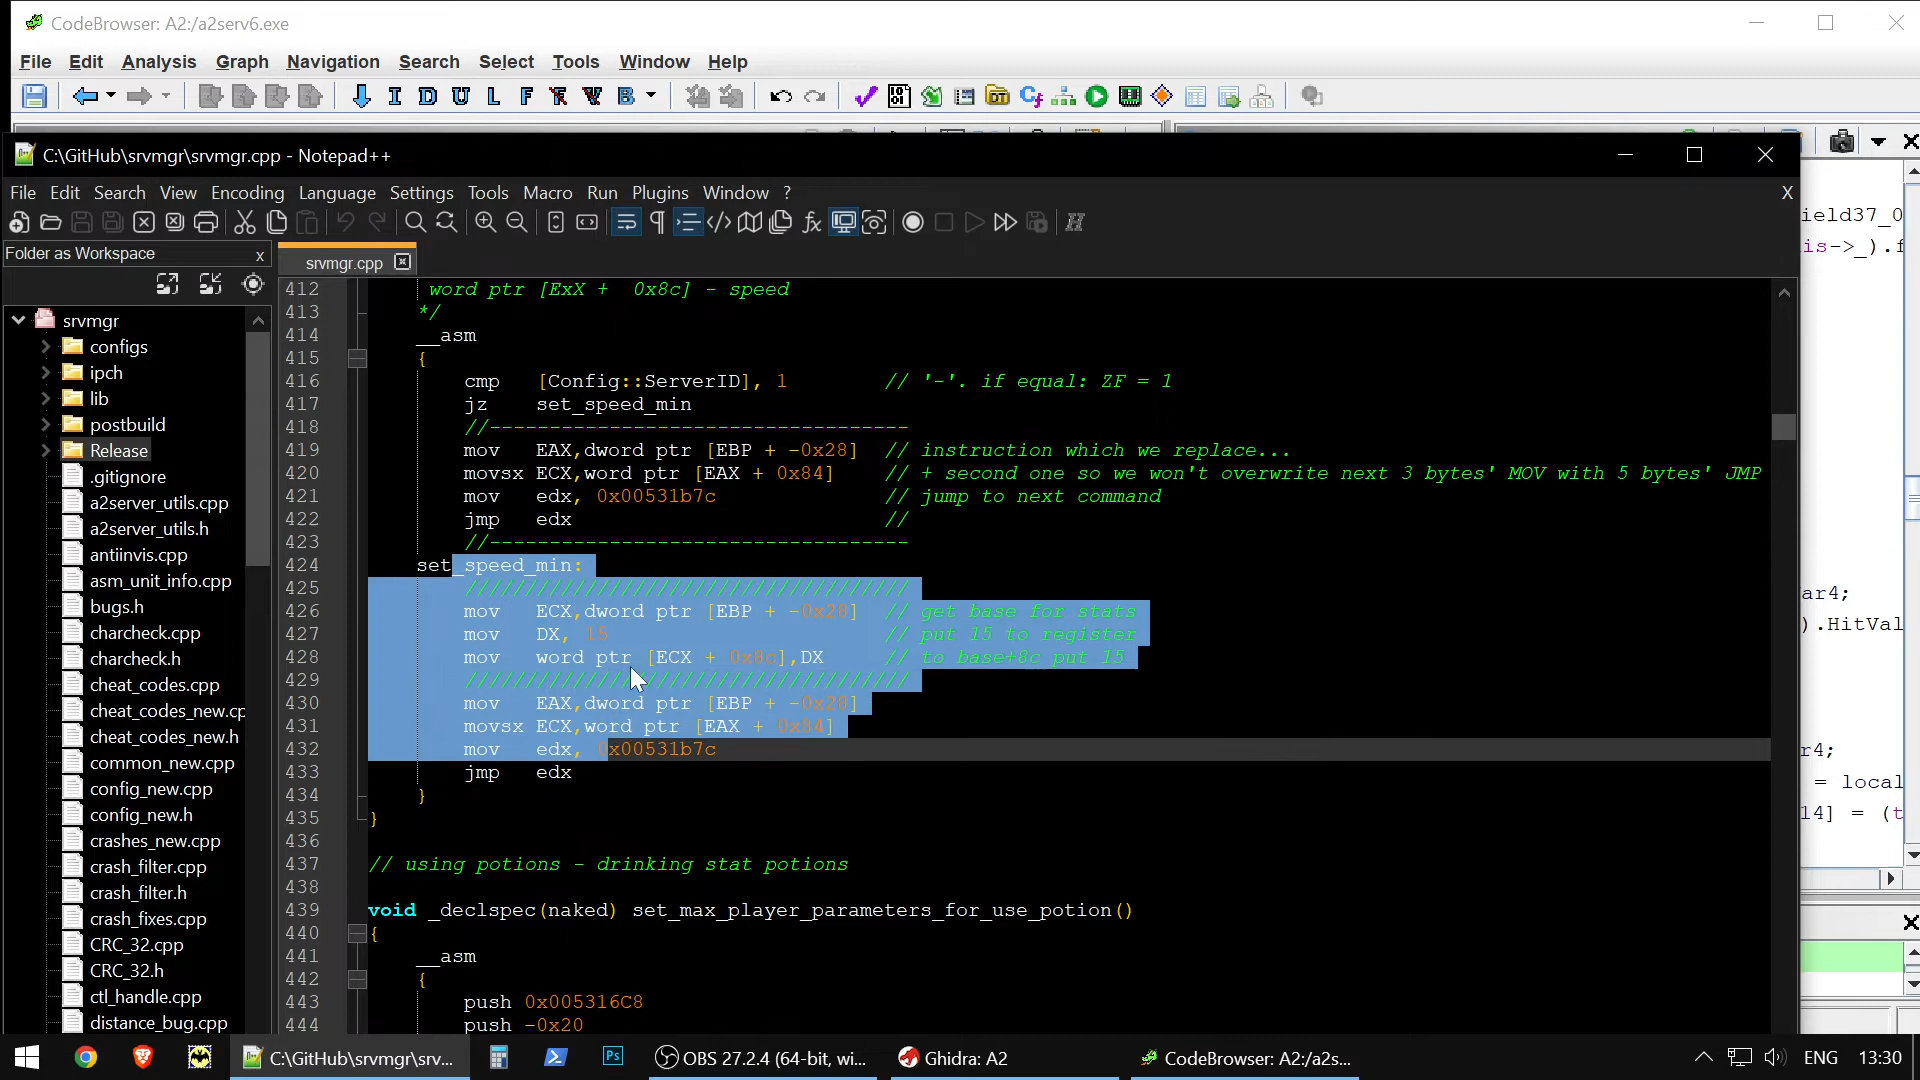 CodeBrowser: A2:/a2serv6.exe
File Edit Analysis Graph Navigation Search Select Tools Window Help
C:\GitHub\srvmgr\srvmgr.cpp - Notepad++
File Edit Search View Encoding Language Settings Tools Macro Run Plugins Window ? X
Folder as Workspace x
srvmgr.cpp
srvmgr
configs
ipch
lib
postbuild
Release
.gitignore
a2server_utils.cpp
a2server_utils.h
antiinvis.cpp
asm_unit_info.cpp
bugs.h
charcheck.cpp
charcheck.h
cheat_codes.cpp
cheat_codes_new.cp
cheat_codes_new.h
common_new.cpp
config_new.cpp
config_new.h
crashes_new.cpp
crash_filter.cpp
crash_filter.h
crash_fixes.cpp
CRC_32.cpp
CRC_32.h
ctl_handle.cpp
distance_bug.cpp
412 word ptr [ExX + 0x8c] - speed
413 */
414 __asm
415 {
416 cmp [Config::ServerID], 1 // '-'. if equal: ZF = 1
417 jz set_speed_min
418 //-----------------------------------
419 mov EAX,dword ptr [EBP + -0x28] // instruction which we replace...
420 movsx ECX,word ptr [EAX + 0x84] // + second one so we won't overwrite next 3 bytes' MOV with 5 bytes' JMP
421 mov edx, 0x00531b7c // jump to next command
422 jmp edx //
423 //-----------------------------------
424 set_speed_min:
425 /////////////////////////////////////
426 mov ECX,dword ptr [EBP + -0x28] // get base for stats
427 mov DX, 15 // put 15 to register
428 mov word ptr [ECX + 0x8c],DX // to base+8c put 15
429 /////////////////////////////////////
430 mov EAX,dword ptr [EBP + -0x28]
431 movsx ECX,word ptr [EAX + 0x84]
432 mov edx, 0x00531b7c
433 jmp edx
434 }
435 }
436
437 // using potions - drinking stat potions
438
439 void _declspec(naked) set_max_player_parameters_for_use_potion()
440 {
441 __asm
442 {
443 push 0x005316C8
444 push -0x20
ield37_0
is->_).f
ar4;
).HitVal
r4;
= local
14] = (t
C:\GitHub\srvmgr\srv... OBS 27.2.4 (64-bit, wi... Ghidra: A2 CodeBrowser: A2:/a2s... ENG 13:30